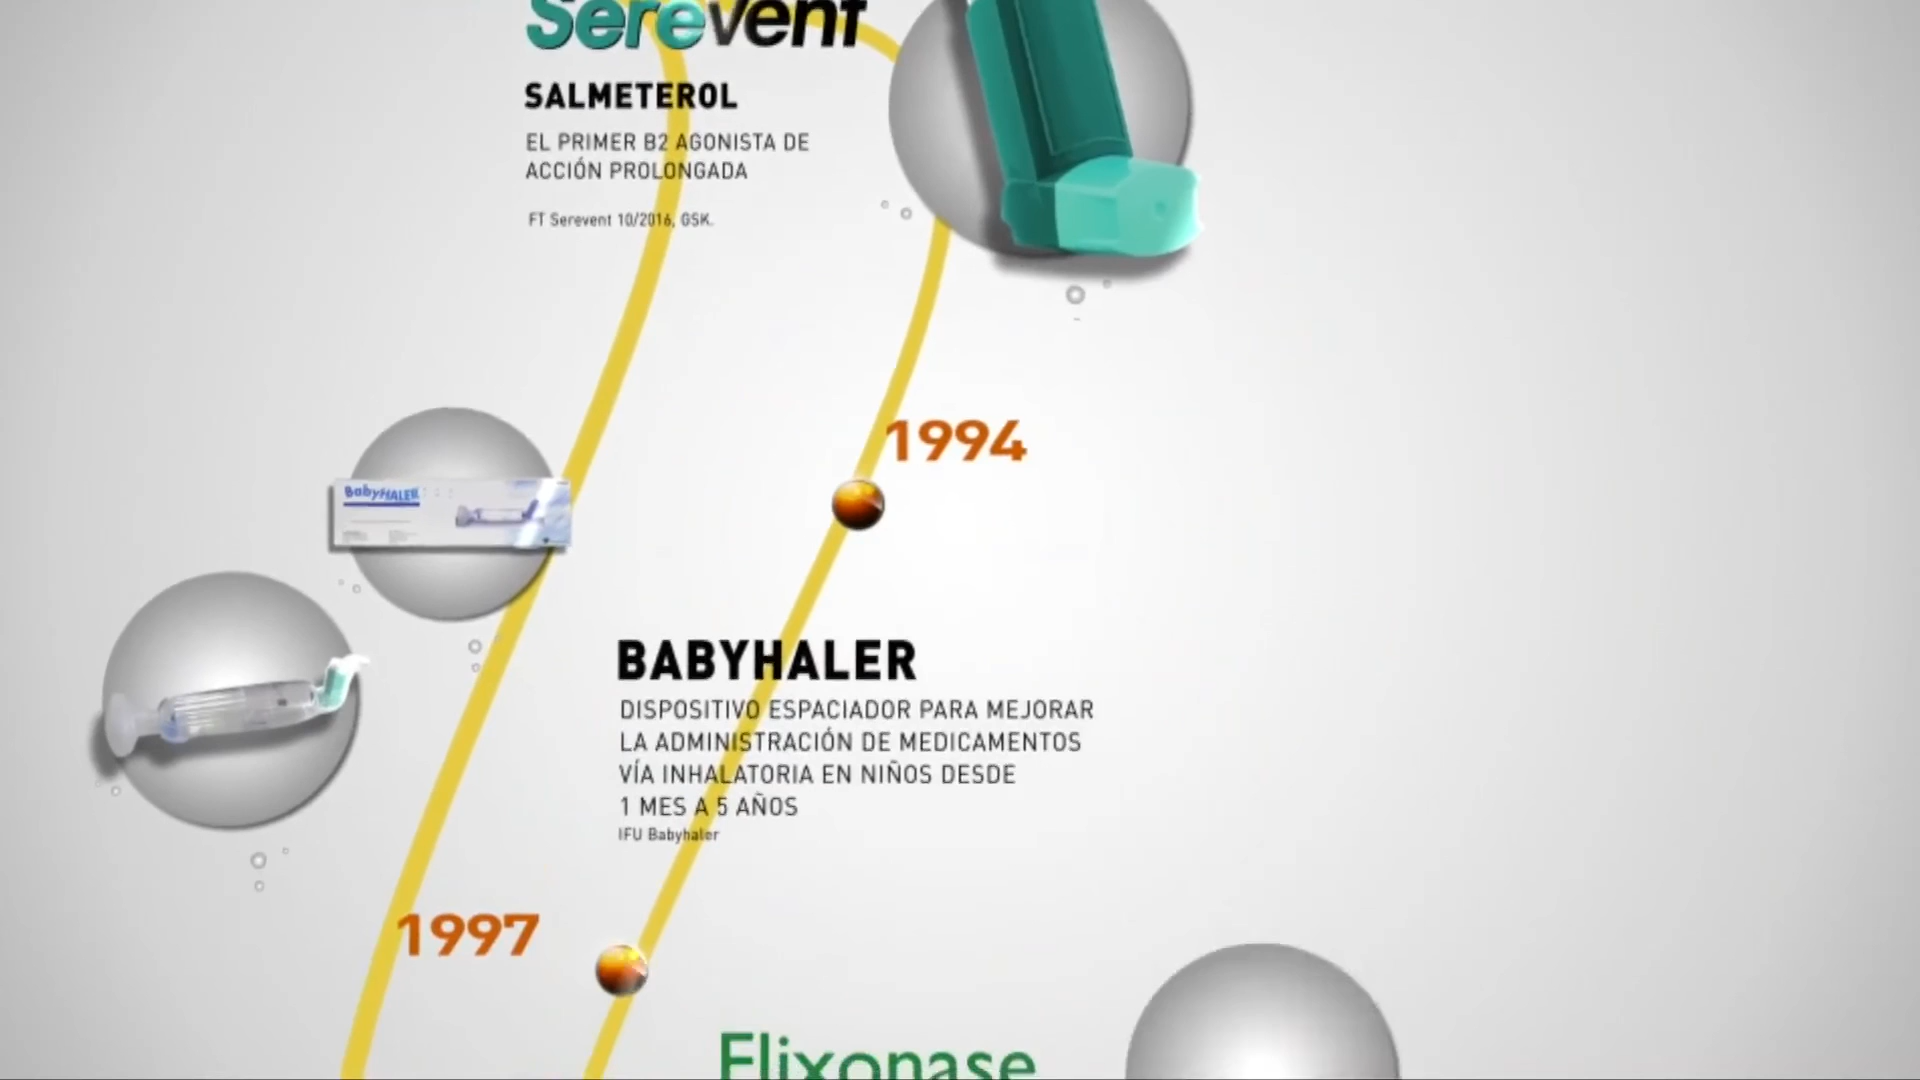 Serevent
SALMETEROL
EL PRIMER B2 AGONISTA DE
ACCIÓN PROLONGADA
FT Serevent 10/2016, GSK.
1994
BabyHALER
BABYHALER
DISPOSITIVO ESPACIADOR PARA MEJORAR
LA ADMINISTRACIÓN DE MEDICAMENTOS
VÍA INHALATORIA EN NIÑOS DESDE
1 MES A 5 AÑOS
IFU Babyhaler
1997
Flixonase